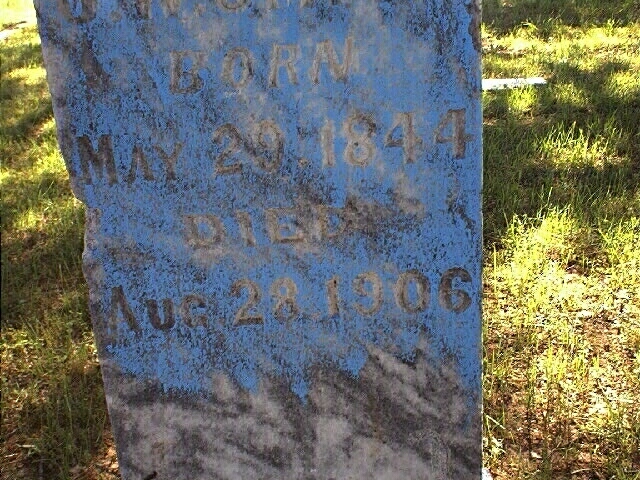 BORN
MAY 29. 1844
DIED
AUG 28. 1906